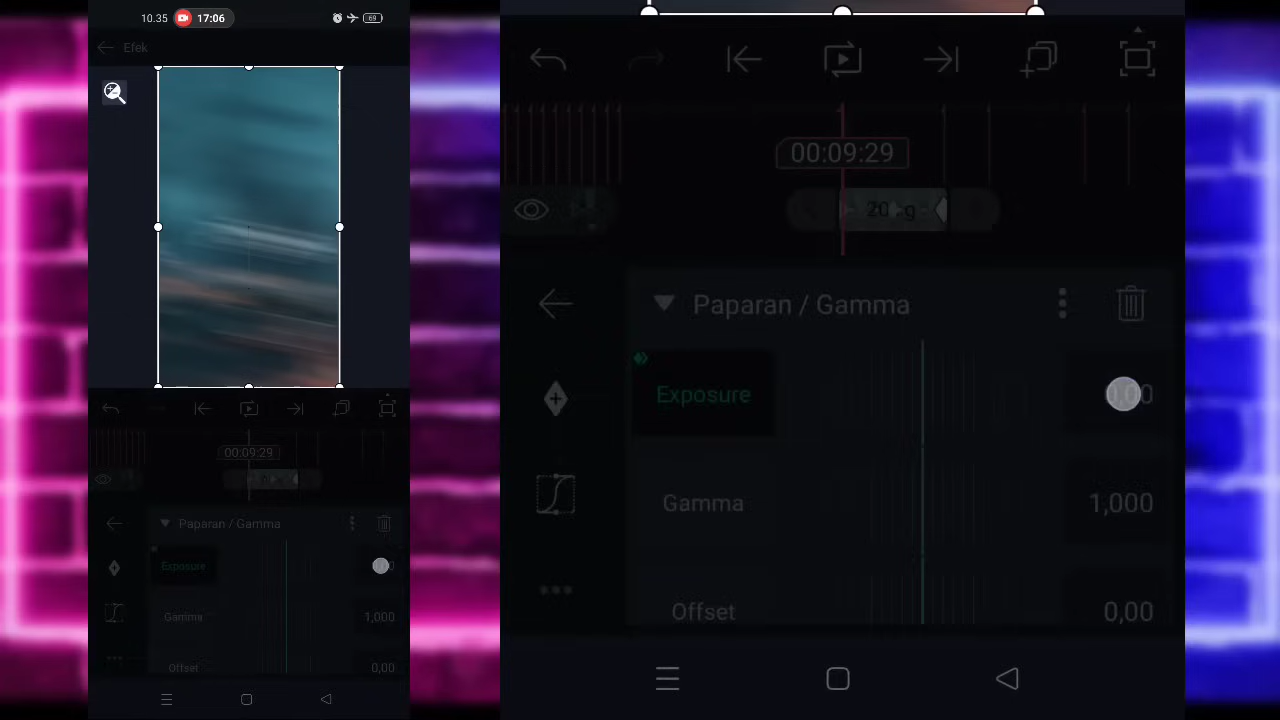 10.35 17:06 69
Efek
00:09:29
Paparan / Gamma
Exposure
Gamma 1,000
Offset 0,00
00:09:29
Paparan / Gamma
Exposure
Gamma 1,000
Offset 0,00